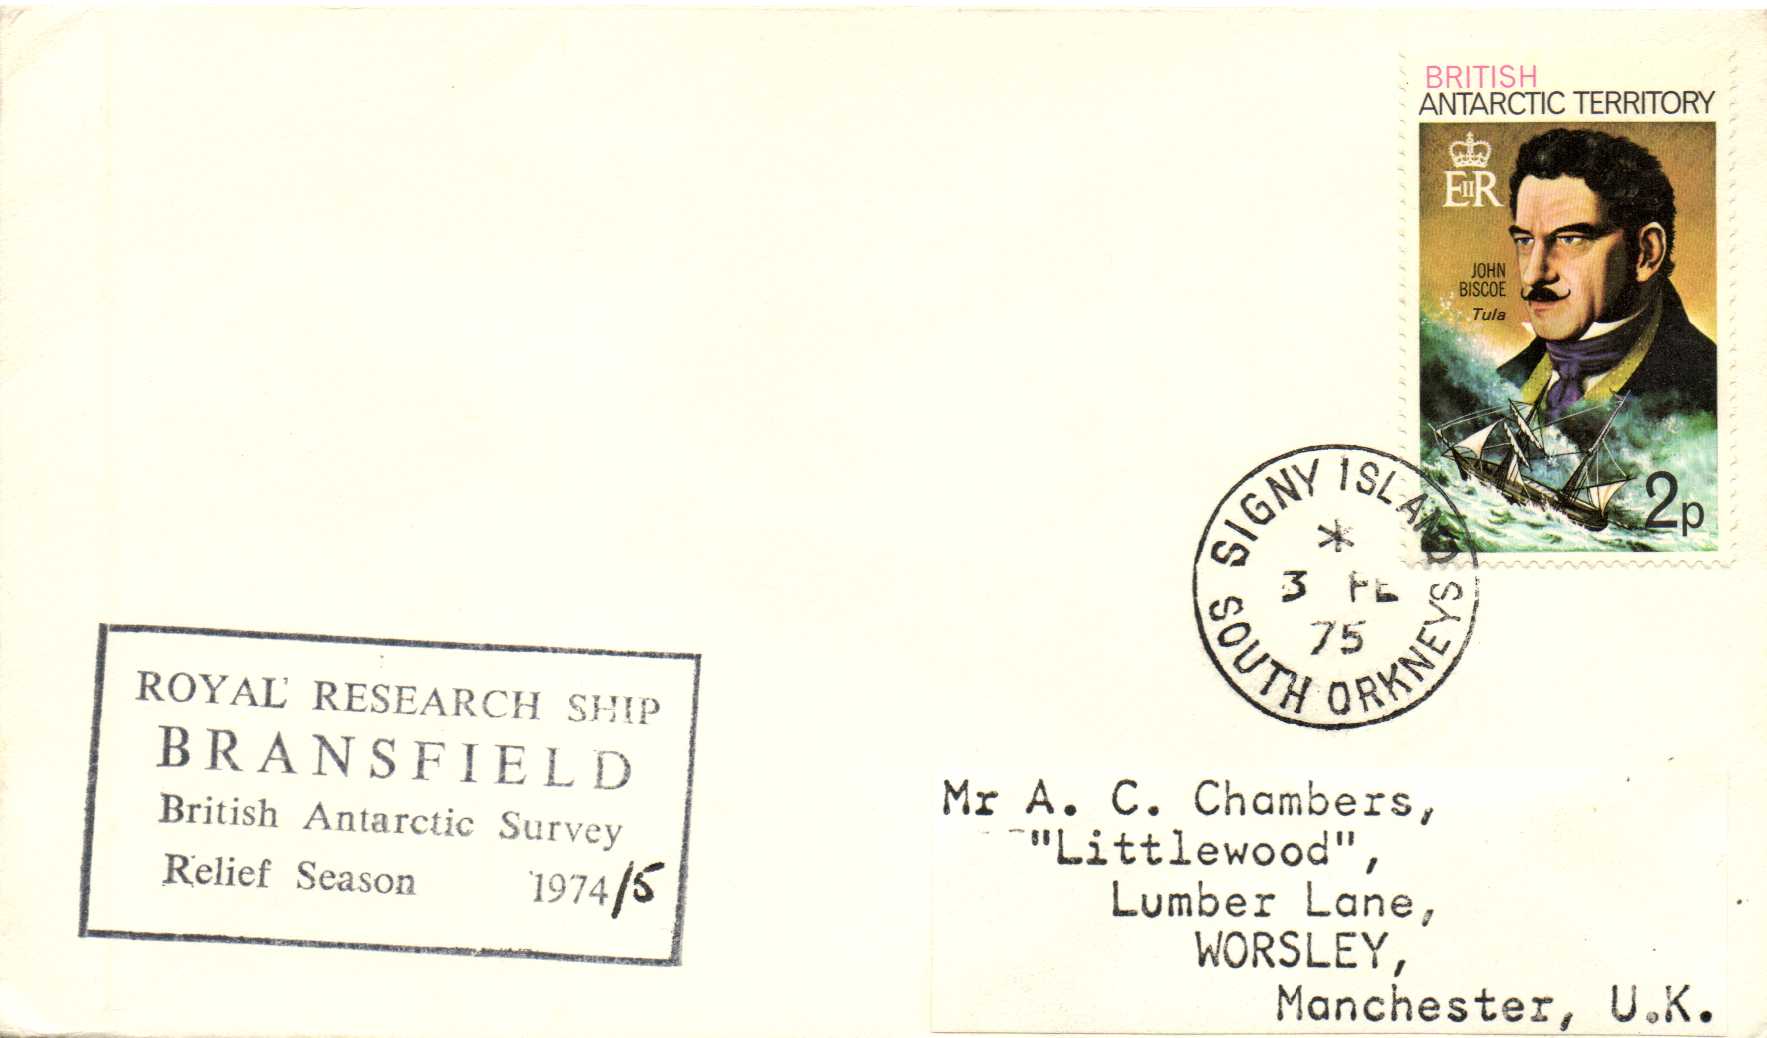 BRITISH
ANTARCTIC TERRITORY
EIIR
JOHN
BISCOE
Tula
2p
SIGNY ISLAND
*
3 FE
75
SOUTH ORKNEYS
ROYAL RESEARCH SHIP
BRANSFIELD
British Antarctic Survey
Relief Season 1974/5
Mr A. C. Chambers,
"Littlewood",
Lumber Lane,
WORSLEY,
Manchester, U.K.